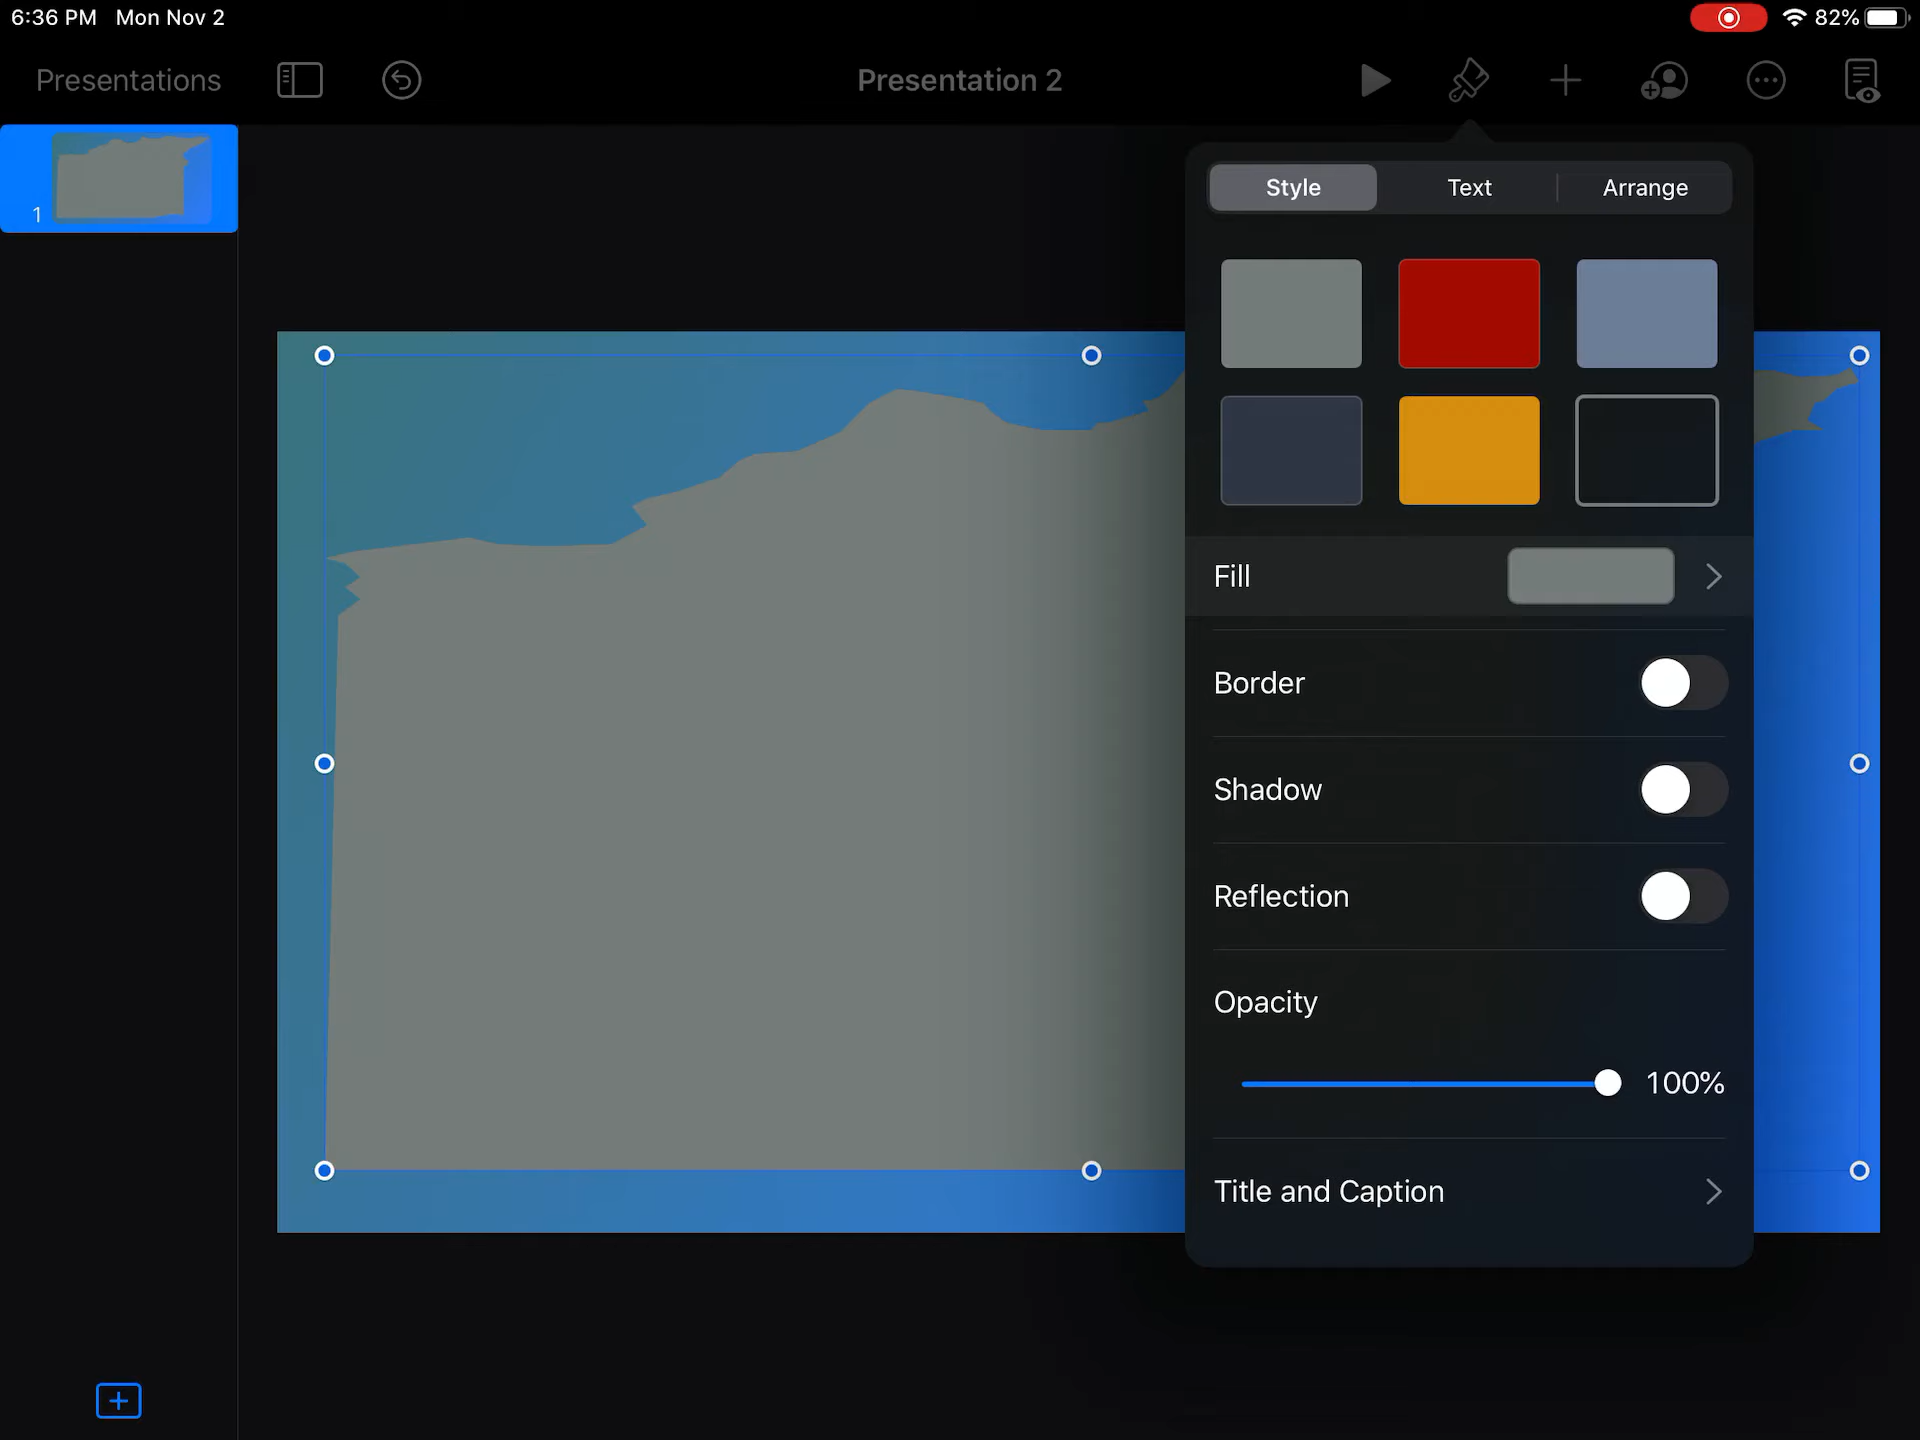 6:36 PM Mon Nov 2
82%
Presentations
Presentation 2
1
Style Text Arrange
Fill
Border
Shadow
Reflection
Opacity
100%
Title and Caption